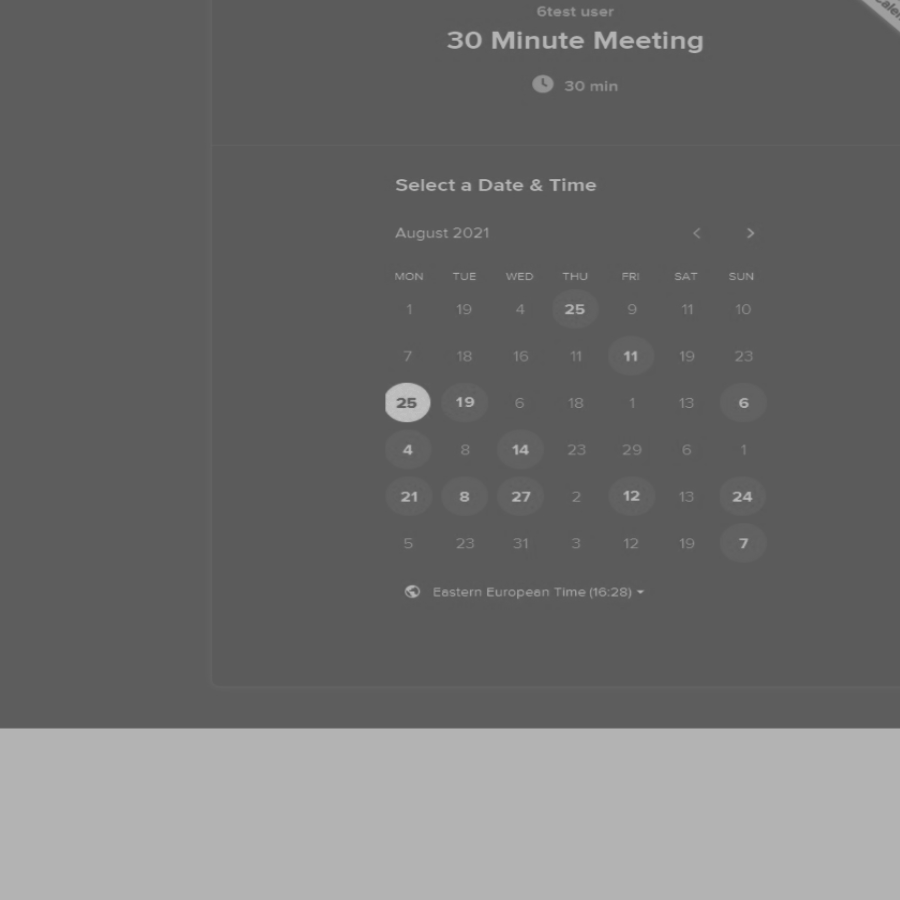 6test user
30 Minute Meeting
30 min
Select a Date & Time
August 2021
MON TUE WED THU FRI SAT SUN
1 19 4 25 9 11 10
7 18 16 11 11 19 23
25 19 6 18 1 13 6
4 8 14 23 29 6 1
21 8 27 2 12 13 24
5 23 31 3 12 19 7
Eastern European Time (16:28)